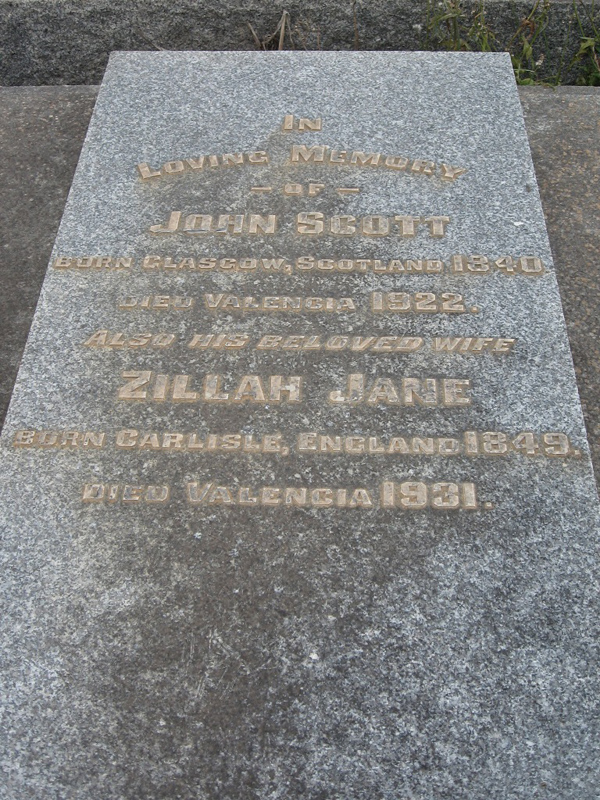 In
Loving Memory
— of —
John Scott
Born Glasgow, Scotland 1840
Died Valencia 1922.
Also his beloved wife
Zillah Jane
Born Carlisle, England 1849.
Died Valencia 1931.